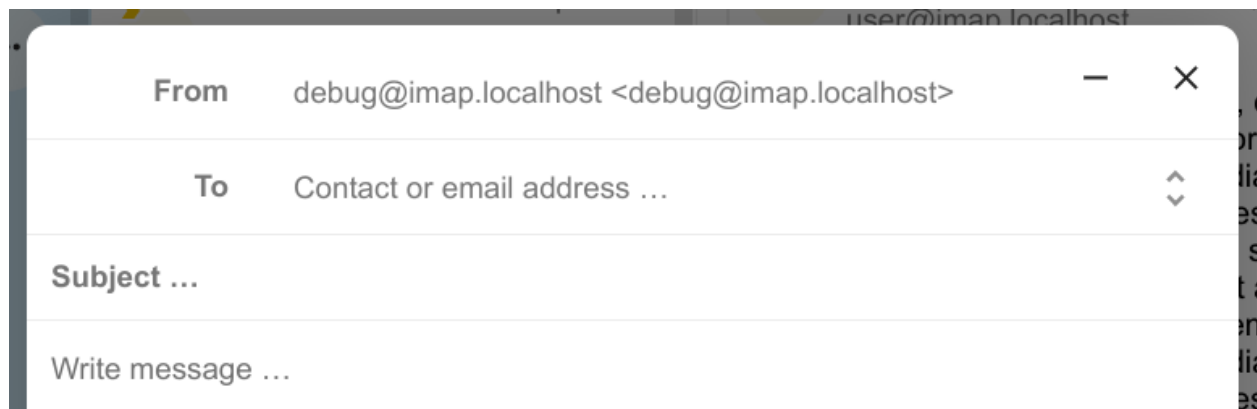 user@imap.localhost
From debug@imap.localhost <debug@imap.localhost>
To Contact or email address …
Subject …
Write message …